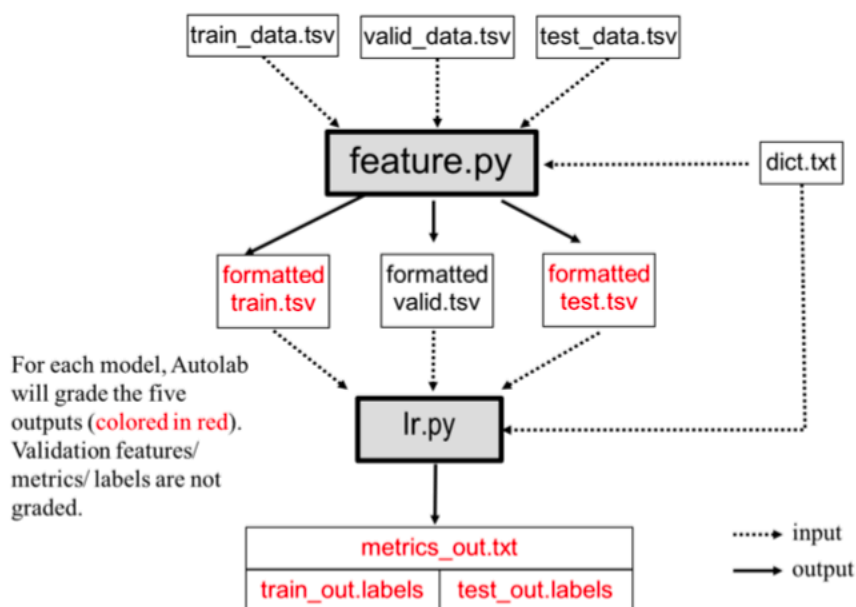 train_data.tsv
valid_data.tsv
test_data.tsv
feature.py
dict.txt
formatted
train.tsv
formatted
valid.tsv
formatted
test.tsv
For each model, Autolab
will grade the five
outputs (colored in red).
Validation features/
metrics/ labels are not
graded.
lr.py
metrics_out.txt
train_out.labels
test_out.labels
input
output